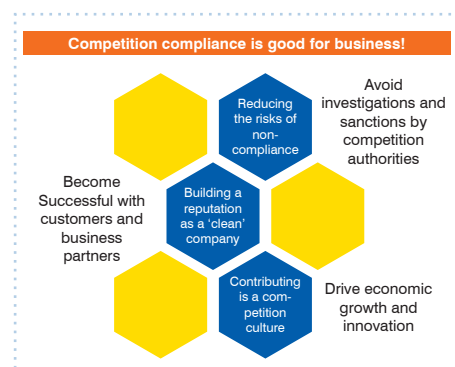 Competition compliance is good for business!
Reducing
the risks of
non-
compliance
Avoid
investigations and
sanctions by
competition
authorities
Become
Successful with
customers and
business
partners
Building a
reputation
as a ‘clean’
company
Contributing
is a com-
petition
culture
Drive economic
growth and
innovation